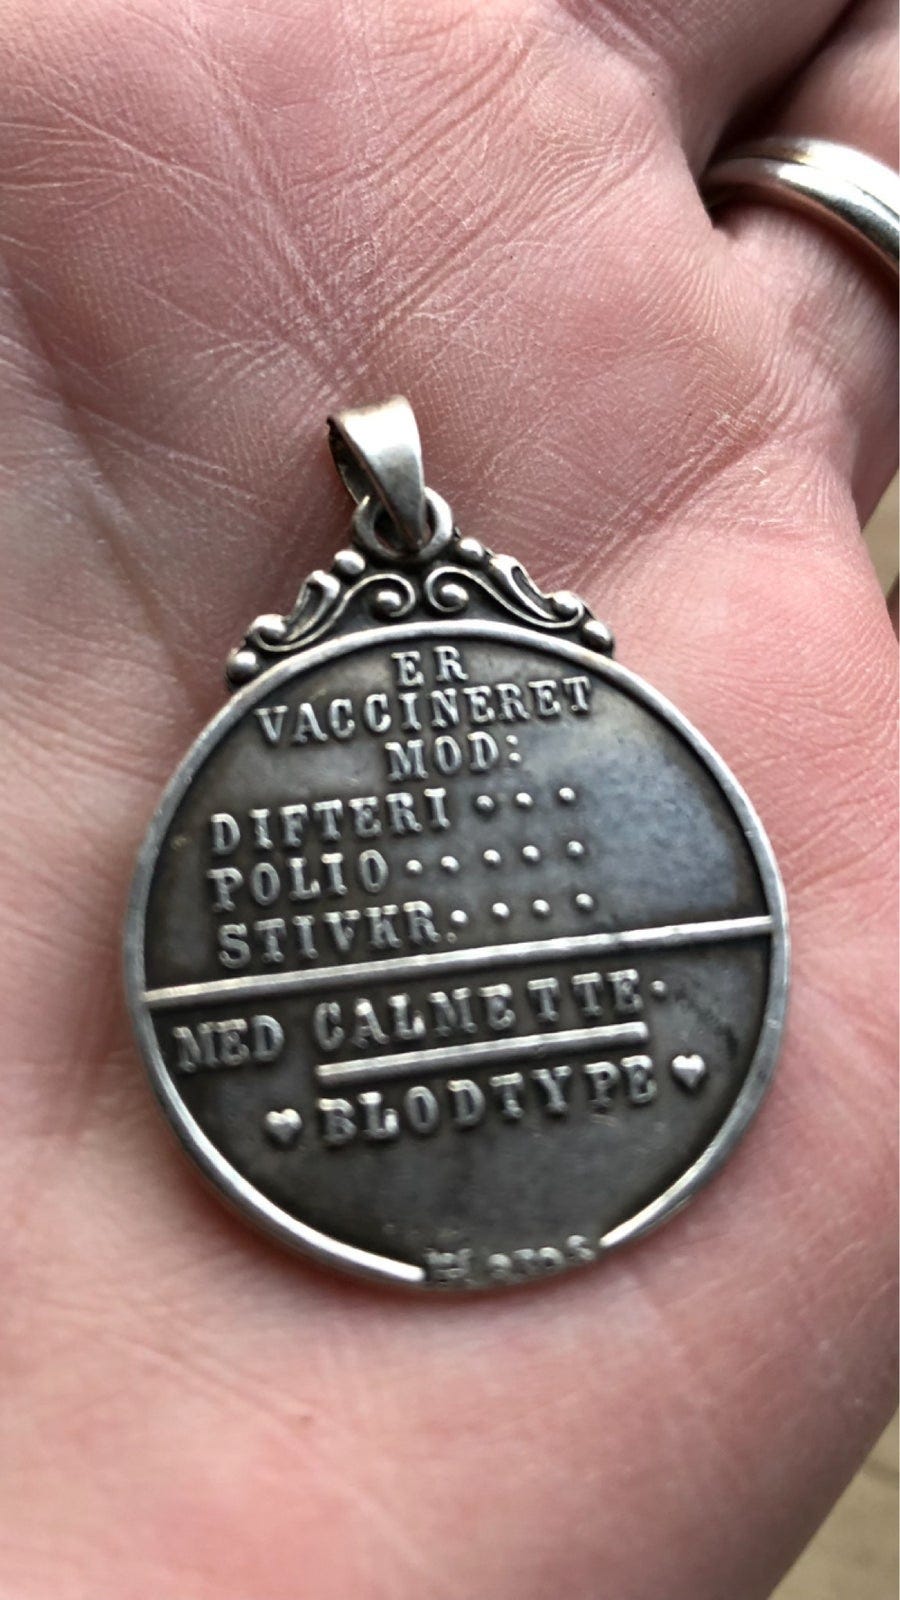 ER
VACCINERET
MOD:
DIFTERI · · ·
POLIO · · · · ·
STIVKR. · · · ·
MED CALMETTE·
♥ BLODTYPE ♥